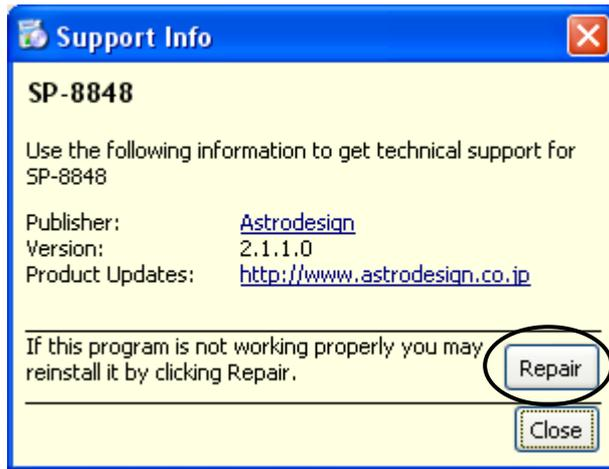 Support Info
SP-8848
Use the following information to get technical support for
SP-8848
Publisher: Astrodesign
Version: 2.1.1.0
Product Updates: http://www.astrodesign.co.jp
If this program is not working properly you may
reinstall it by clicking Repair.
Repair
Close